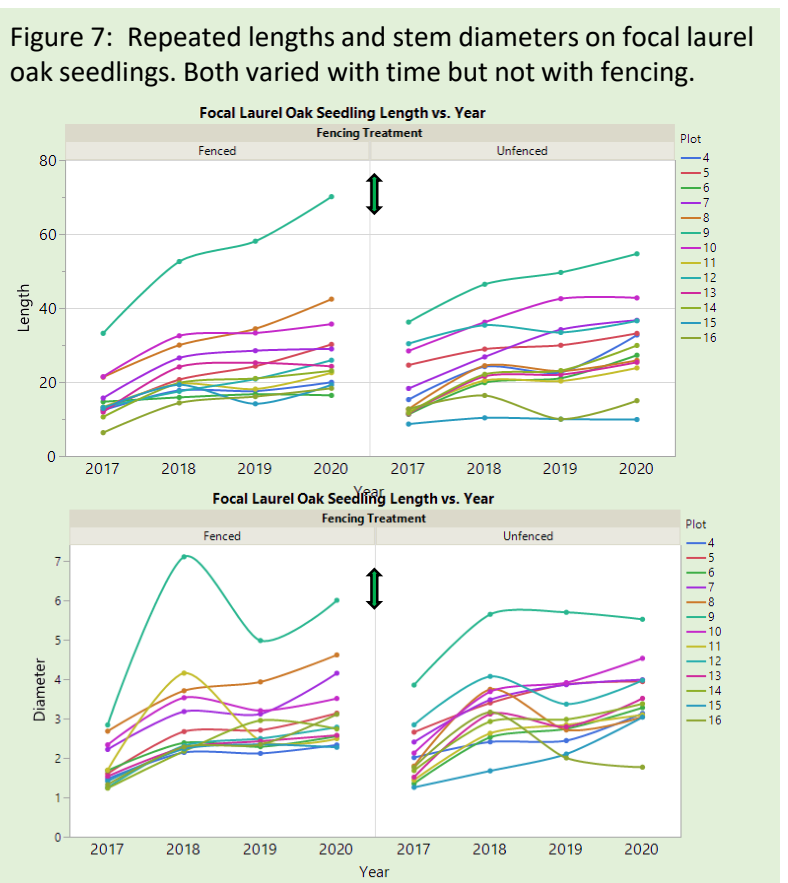 Figure 7:  Repeated lengths and stem diameters on focal laurel
oak seedlings. Both varied with time but not with fencing.
Focal Laurel Oak Seedling Length vs. Year
Fencing Treatment
Fenced Unfenced
Plot
4
5
6
7
8
9
10
11
12
13
14
15
16
Length
80
60
40
20
0
2017 2018 2019 2020 2017 2018 2019 2020
Year
Focal Laurel Oak Seedling Length vs. Year
Fencing Treatment
Fenced Unfenced
Plot
4
5
6
7
8
9
10
11
12
13
14
15
16
Diameter
7
6
5
4
3
2
1
0
2017 2018 2019 2020 2017 2018 2019 2020
Year